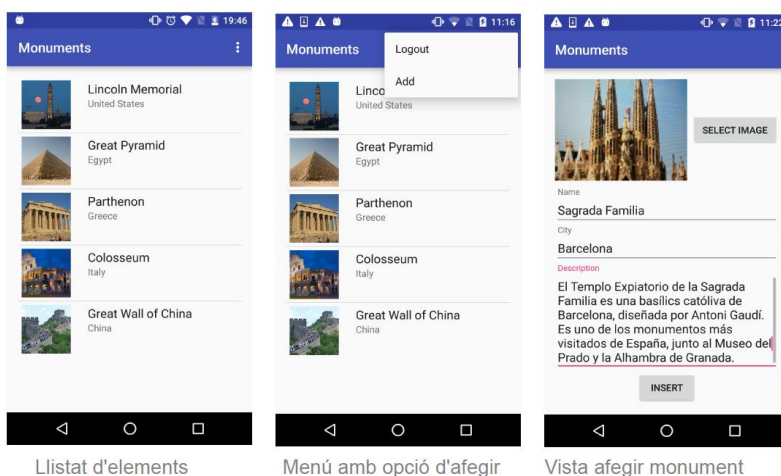 19:46
Monuments
Lincoln Memorial
United States
Great Pyramid
Egypt
Parthenon
Greece
Colosseum
Italy
Great Wall of China
China
Llistat d'elements
11:16
Monuments
Logout
Add
Linco
United States
Great Pyramid
Egypt
Parthenon
Greece
Colosseum
Italy
Great Wall of China
China
Menú amb opció d'afegir
11:22
Monuments
SELECT IMAGE
Name
Sagrada Familia
City
Barcelona
Description
El Templo Expiatorio de la Sagrada
Familia es una basílics católiva de
Barcelona, diseñada por Antoni Gaudí.
Es uno de los monumentos más
visitados de España, junto al Museo del
Prado y la Alhambra de Granada.
INSERT
Vista afegir monument